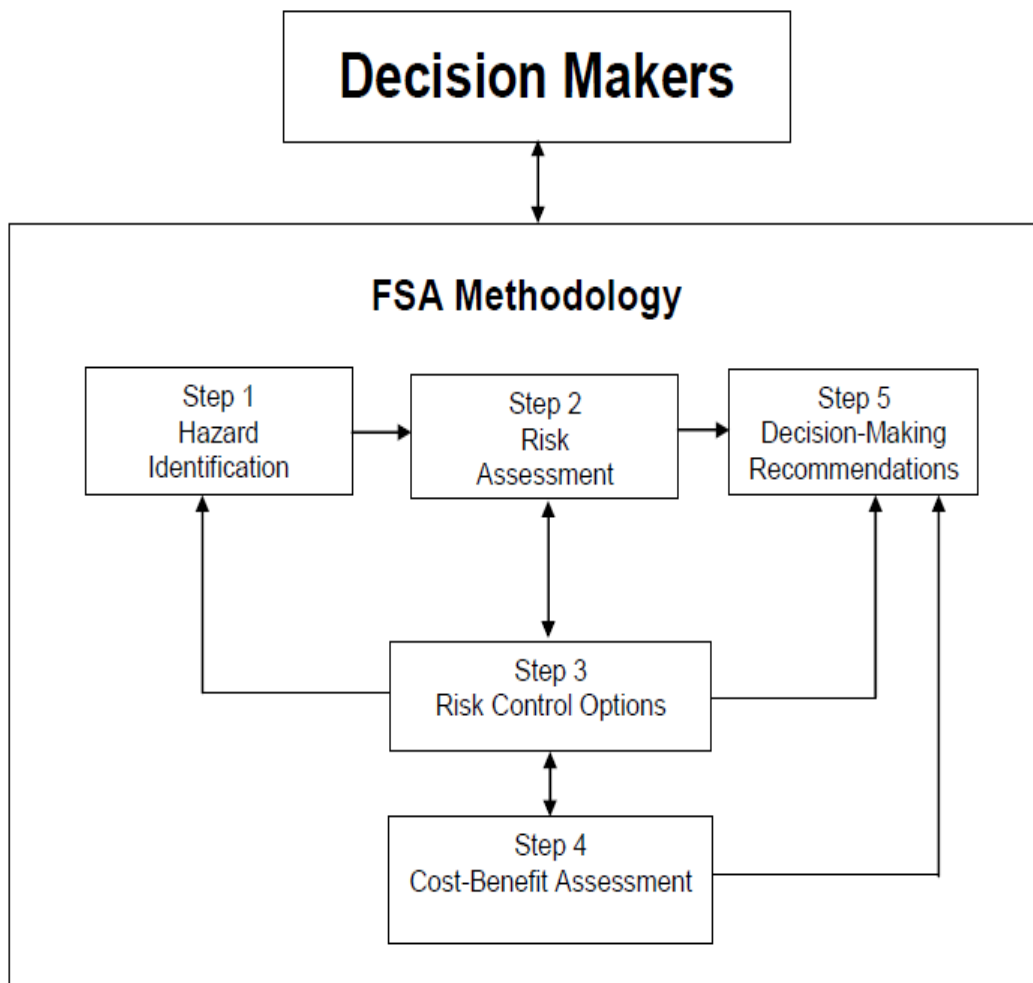 Decision Makers
FSA Methodology
Step 1
Hazard
Identification
Step 2
Risk
Assessment
Step 5
Decision-Making
Recommendations
Step 3
Risk Control Options
Step 4
Cost-Benefit Assessment